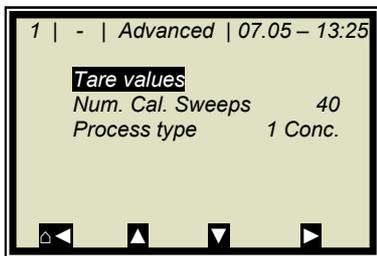 1 | - | Advanced | 07.05 – 13:25
Tare values
Num. Cal. Sweeps 40
Process type 1 Conc.
⌂◄ ▲ ▼ ►